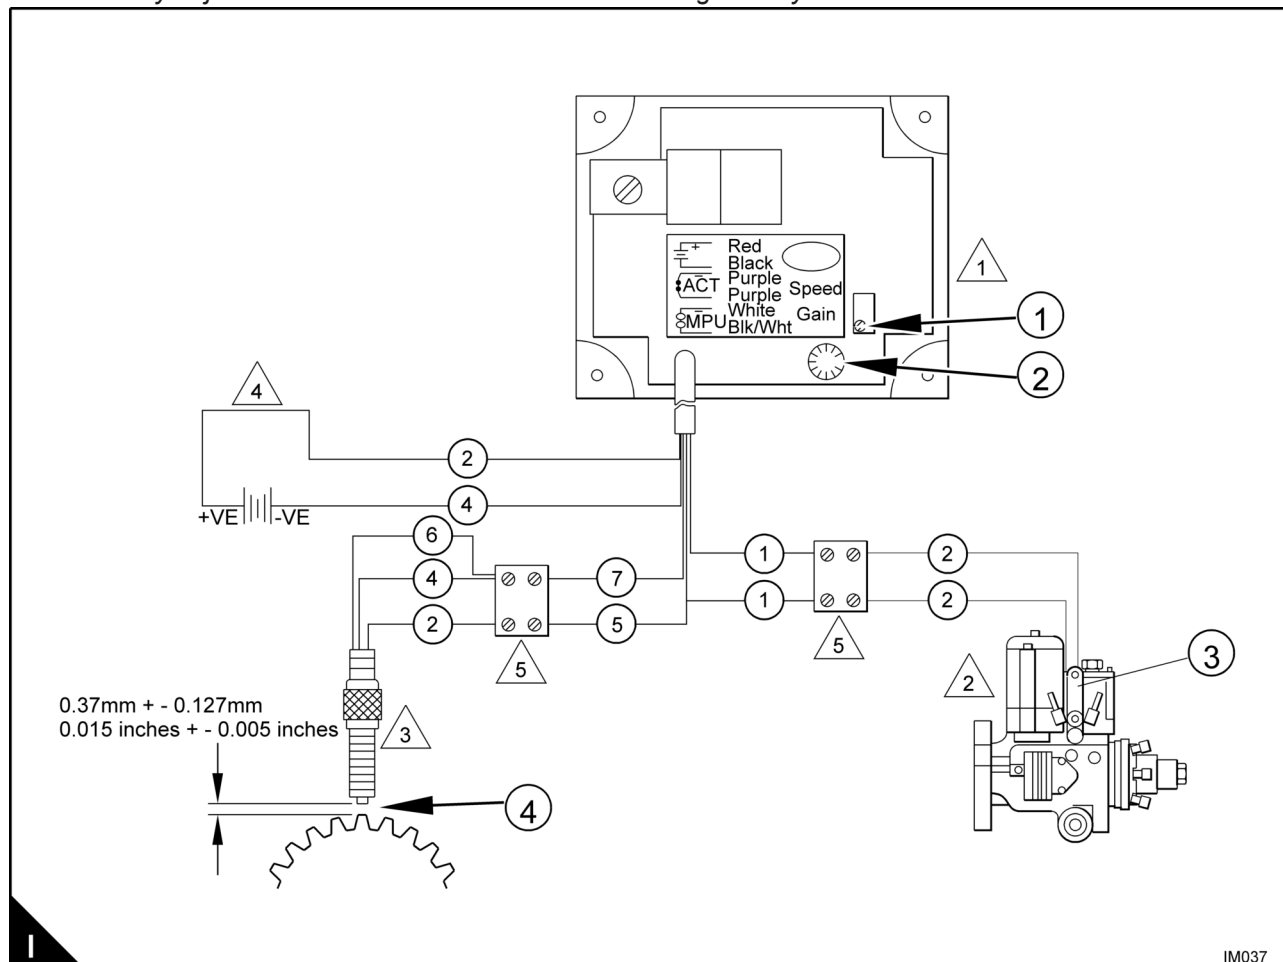 Red
Black
Purple
ACT
Purple
Speed
White
MPU
Blk/Wht
Gain
1
1
2
4
2
4
+VE
-VE
6
1
2
4
7
2
5
1
2
5
5
2
3
0.37mm + - 0.127mm
0.015 inches + - 0.005 inches
3
4
I
IM037